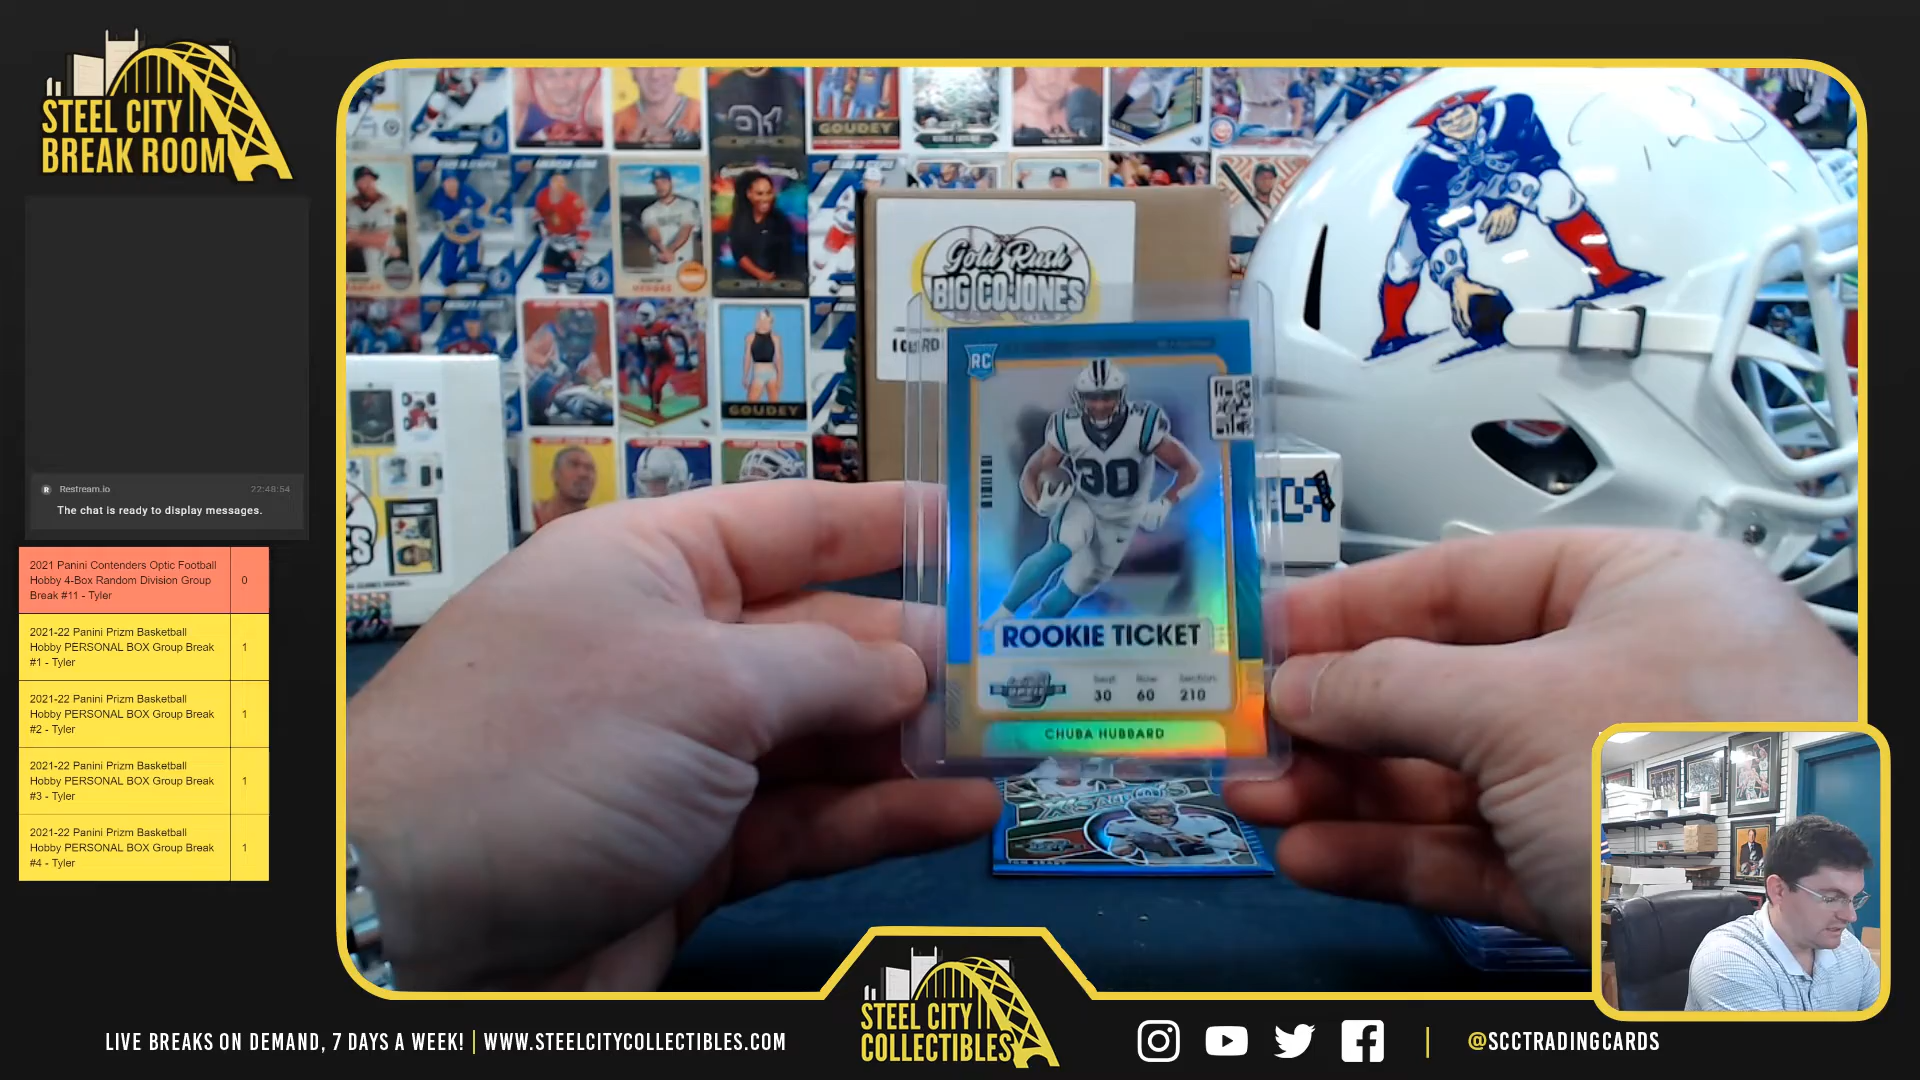 STEEL CITY
BREAK ROOM
Restream.io
22:48:54
The chat is ready to display messages.
2021 Panini Contenders Optic Football
Hobby 4-Box Random Division Group
Break #11 - Tyler
0
2021-22 Panini Prizm Basketball
Hobby PERSONAL BOX Group Break
#1 - Tyler
1
2021-22 Panini Prizm Basketball
Hobby PERSONAL BOX Group Break
#2 - Tyler
1
2021-22 Panini Prizm Basketball
Hobby PERSONAL BOX Group Break
#3 - Tyler
1
2021-22 Panini Prizm Basketball
Hobby PERSONAL BOX Group Break
#4 - Tyler
1
GOUDEY
GOUDEY
Gold Rush
BIG COJONES
RC
30
ROOKIE TICKET
Seat Row Section
30 60 210
CHUBA HUBBARD
STEEL CITY
COLLECTIBLES
LIVE BREAKS ON DEMAND, 7 DAYS A WEEK! | WWW.STEELCITYCOLLECTIBLES.COM
@SCCTRADINGCARDS